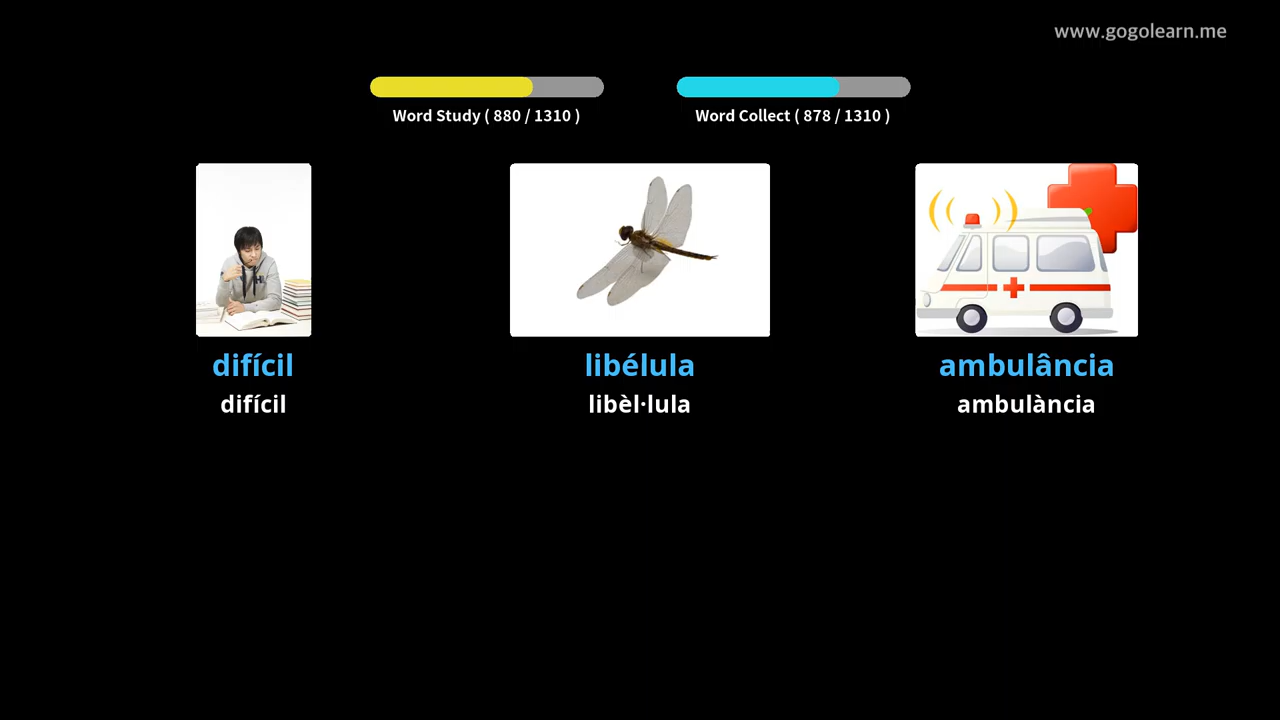 www.gogolearn.me
Word Study ( 880 / 1310 )
Word Collect ( 878 / 1310 )
difícil
libélula
ambulância
difícil
libèl·lula
ambulància